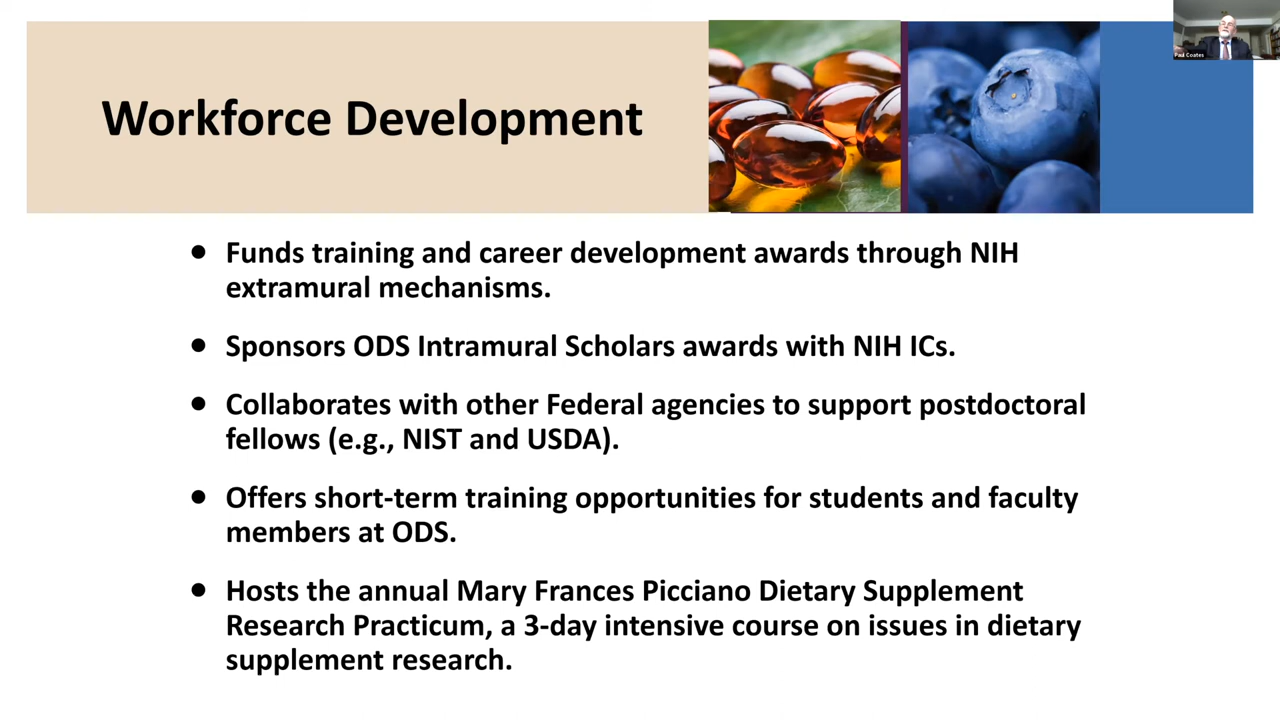 Paul Coates
Workforce Development
• Funds training and career development awards through NIH
extramural mechanisms.
• Sponsors ODS Intramural Scholars awards with NIH ICs.
• Collaborates with other Federal agencies to support postdoctoral
fellows (e.g., NIST and USDA).
• Offers short-term training opportunities for students and faculty
members at ODS.
• Hosts the annual Mary Frances Picciano Dietary Supplement
Research Practicum, a 3-day intensive course on issues in dietary
supplement research.